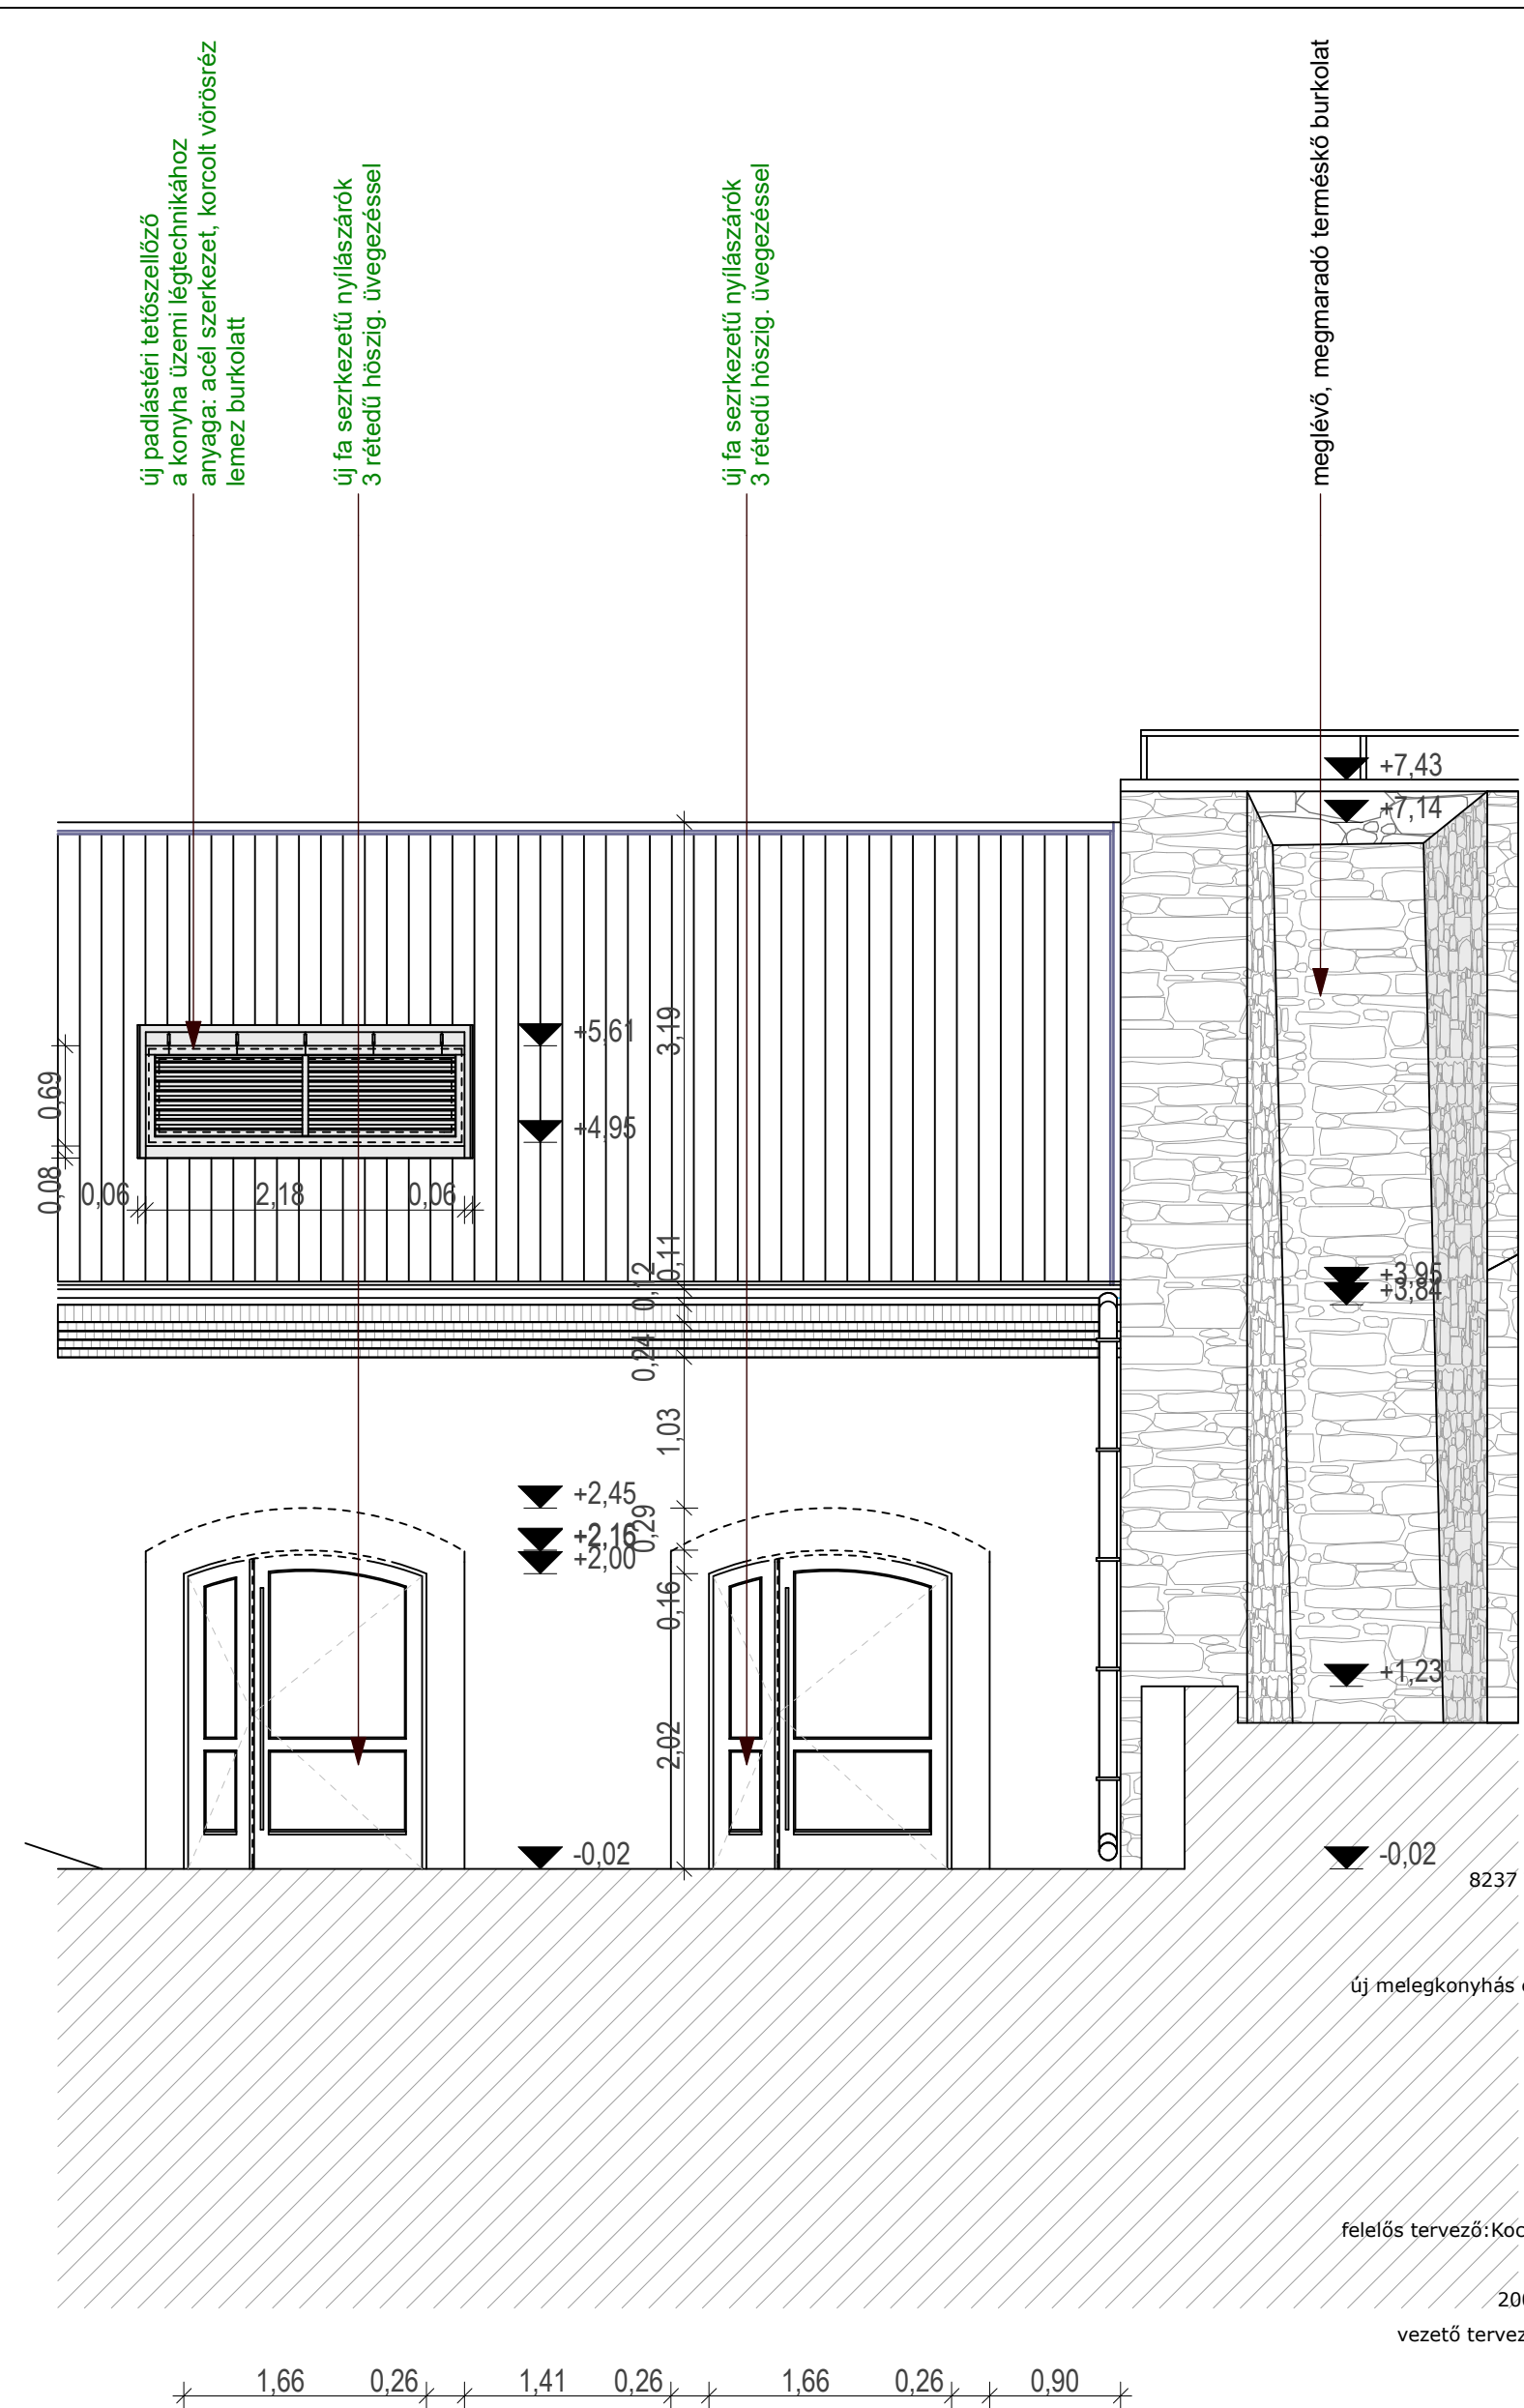 új padlástéri tetőszellőző
a konyha üzemi légtechnikához
anyaga: acél szerkezet, korcolt vörösréz
lemez burkolatt
új fa sezrkezetű nyílászárók
3 rétedű höszig. üvegezéssel
új fa sezrkezetű nyílászárók
3 rétedű höszig. üvegezéssel
meglévő, megmaradó terméskő burkolat
+7,43
+7,14
+5,61
3,19
0,69
+4,95
0,08
0,06
2,18
0,06
0,11
0,12
+3,95
+3,84
0,24
1,03
+2,45
0,29
+2,16
+2,00
0,16
+1,23
2,02
-0,02
-0,02
8237
új melegkonyhás
felelős tervező:Koc
200
vezető tervez
1,66
0,26
1,41
0,26
1,66
0,26
0,90